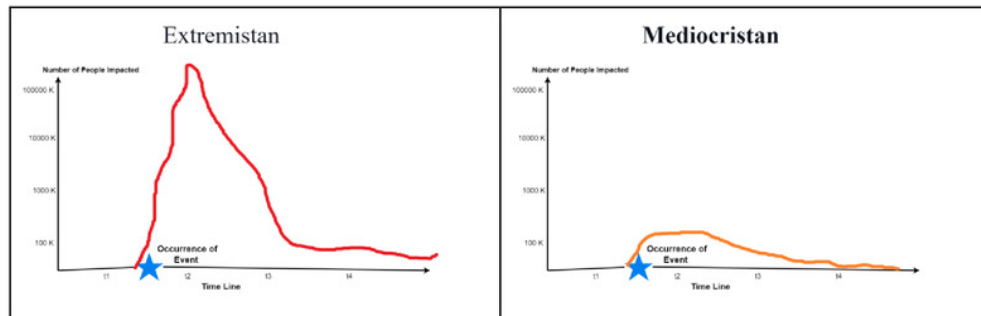 Extremistan
Number of People Impacted
100000 K
10000 K
1000 K
100 K
Occurrence of
Event
t1
t2
t3
t4
Time Line
Mediocristan
Number of People Impacted
100000 K
10000 K
1000 K
100 K
Occurrence of
Event
t1
t2
t3
t4
Time Line